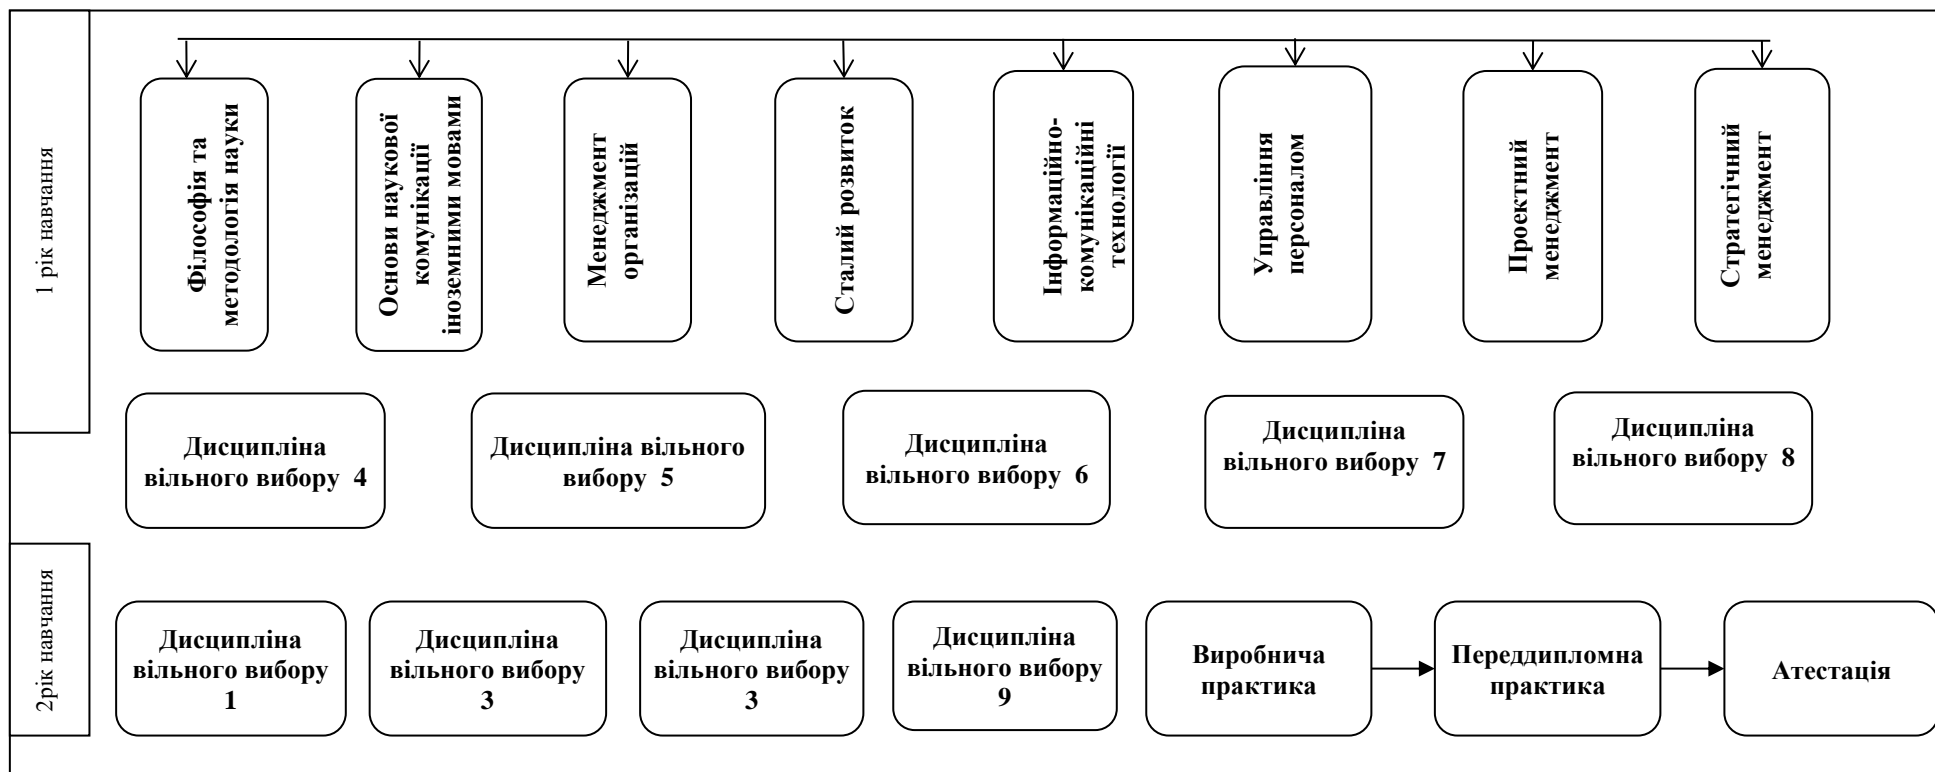 1 рік навчання
Філософія та
методологія науки
Основи наукової
комунікації
іноземними мовами
Менеджмент
організацій
Сталий розвиток
Інформаційно-
комунікаційні
технології
Управління
персоналом
Проектний
менеджмент
Стратегічний
менеджмент
Дисципліна
вільного вибору 4
Дисципліна вільного
вибору 5
Дисципліна
вільного вибору 6
Дисципліна
вільного вибору 7
Дисципліна
вільного вибору 8
2рік навчання
Дисципліна
вільного вибору
1
Дисципліна
вільного вибору
3
Дисципліна
вільного вибору
3
Дисципліна
вільного вибору
9
Виробнича
практика
Переддипломна
практика
Атестація